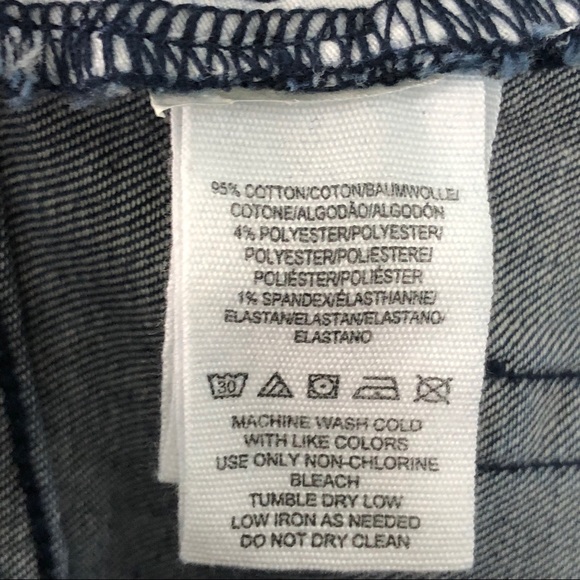 95% COTTON/COTON/BAUMWOLLE/
COTONE/ALGODÃO/ALGODÓN
4% POLYESTER/POLYESTER/
POLYESTER/POLIESTERE/
POLIÉSTER/POLIÉSTER
1% SPANDEX/ÉLASTHANNE/
ELASTAN/ELASTAN/ELASTANO/
ELASTANO
30
MACHINE WASH COLD
WITH LIKE COLORS
USE ONLY NON-CHLORINE
BLEACH
TUMBLE DRY LOW
LOW IRON AS NEEDED
DO NOT DRY CLEAN